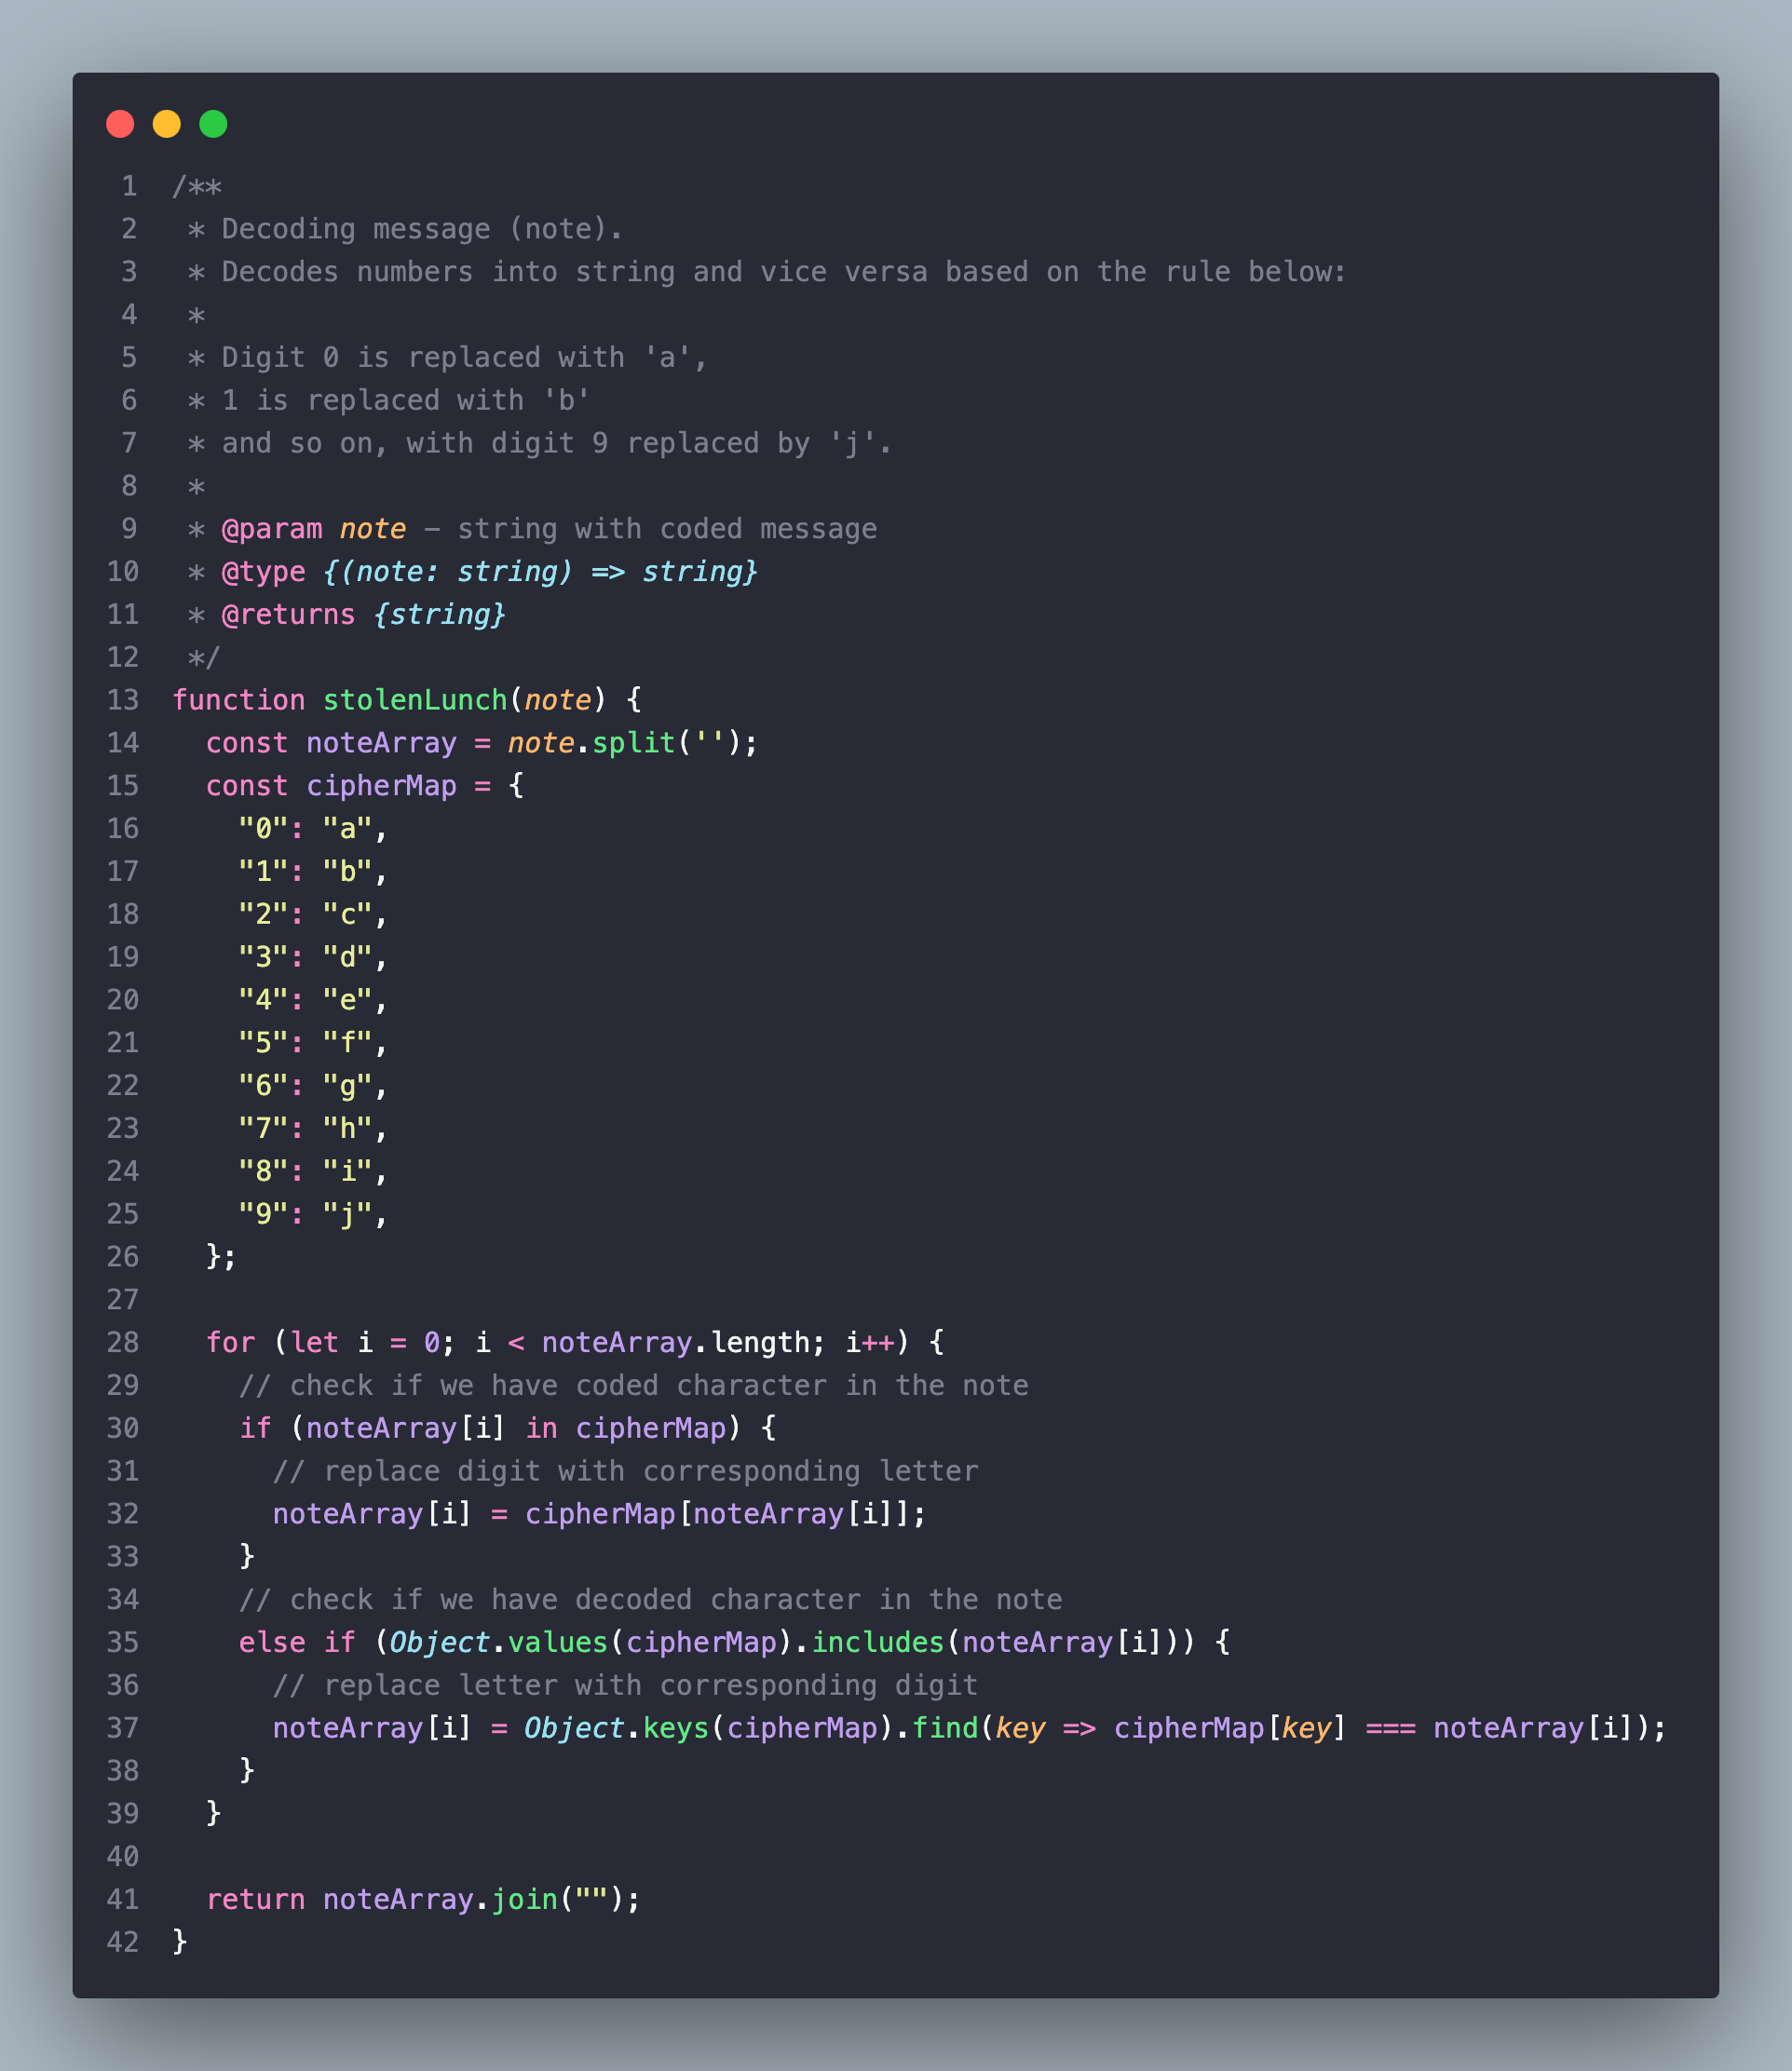 1 /**
2  * Decoding message (note).
3  * Decodes numbers into string and vice versa based on the rule below:
4  *
5  * Digit 0 is replaced with 'a',
6  * 1 is replaced with 'b'
7  * and so on, with digit 9 replaced by 'j'.
8  *
9  * @param note – string with coded message
10  * @type {(note: string) => string}
11  * @returns {string}
12  */
13 function stolenLunch(note) {
14   const noteArray = note.split('');
15   const cipherMap = {
16     "0": "a",
17     "1": "b",
18     "2": "c",
19     "3": "d",
20     "4": "e",
21     "5": "f",
22     "6": "g",
23     "7": "h",
24     "8": "i",
25     "9": "j",
26   };
27
28   for (let i = 0; i < noteArray.length; i++) {
29     // check if we have coded character in the note
30     if (noteArray[i] in cipherMap) {
31       // replace digit with corresponding letter
32       noteArray[i] = cipherMap[noteArray[i]];
33     }
34     // check if we have decoded character in the note
35     else if (Object.values(cipherMap).includes(noteArray[i])) {
36       // replace letter with corresponding digit
37       noteArray[i] = Object.keys(cipherMap).find(key => cipherMap[key] === noteArray[i]);
38     }
39   }
40
41   return noteArray.join("");
42 }